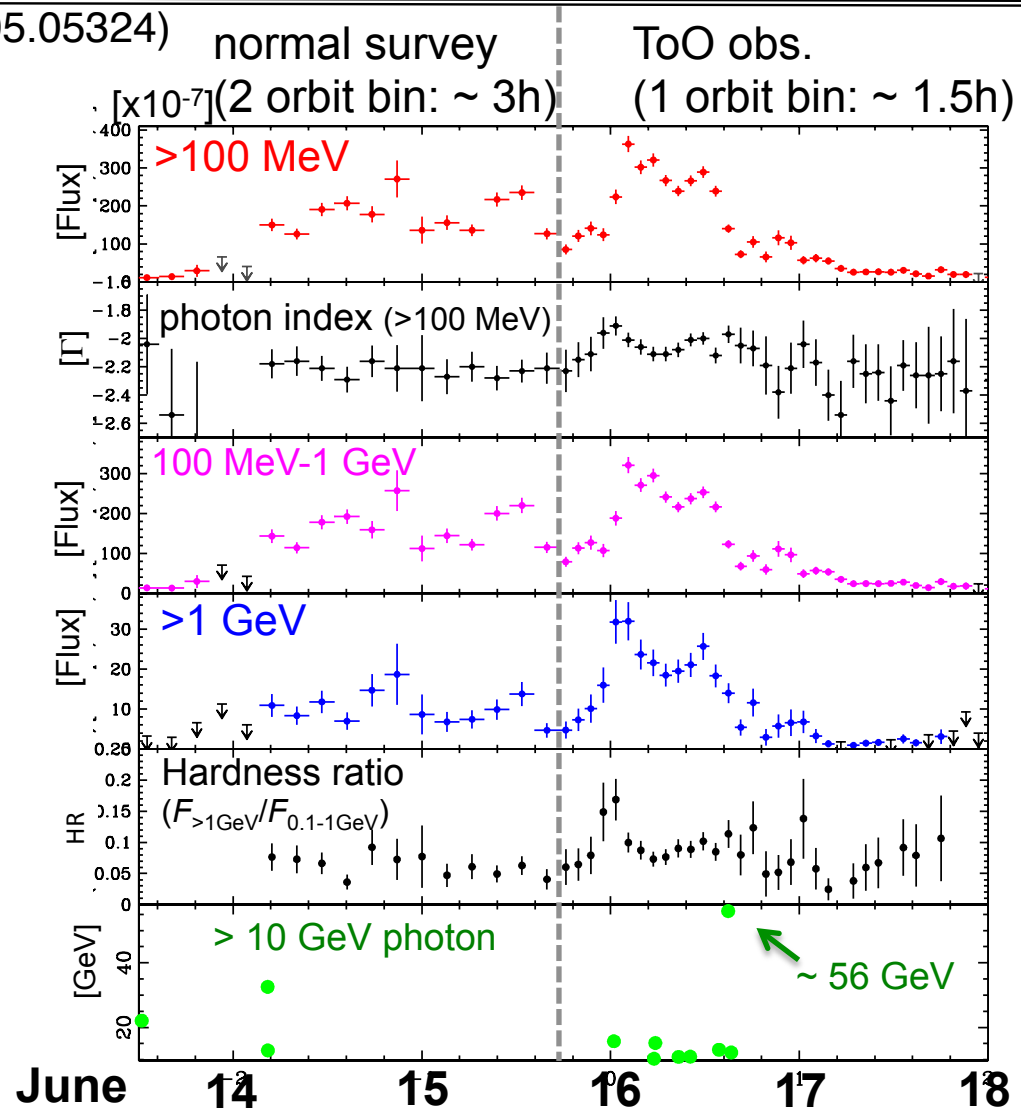 05.05324)
normal survey
ToO obs.
[x10-7]
(2 orbit bin: ~ 3h)
(1 orbit bin: ~ 1.5h)
>100 MeV
[Flux]
400
300
200
100
photon index (>100 MeV)
[Γ]
−1.8
−2
−2.2
−2.4
−2.6
100 MeV-1 GeV
[Flux]
300
200
100
0
>1 GeV
[Flux]
30
20
10
Hardness ratio
(F>1GeV/F0.1-1GeV)
HR
0.2
0.15
0.1
0.05
0
> 10 GeV photon
~ 56 GeV
[GeV]
40
20
June 14 15 16 17 18